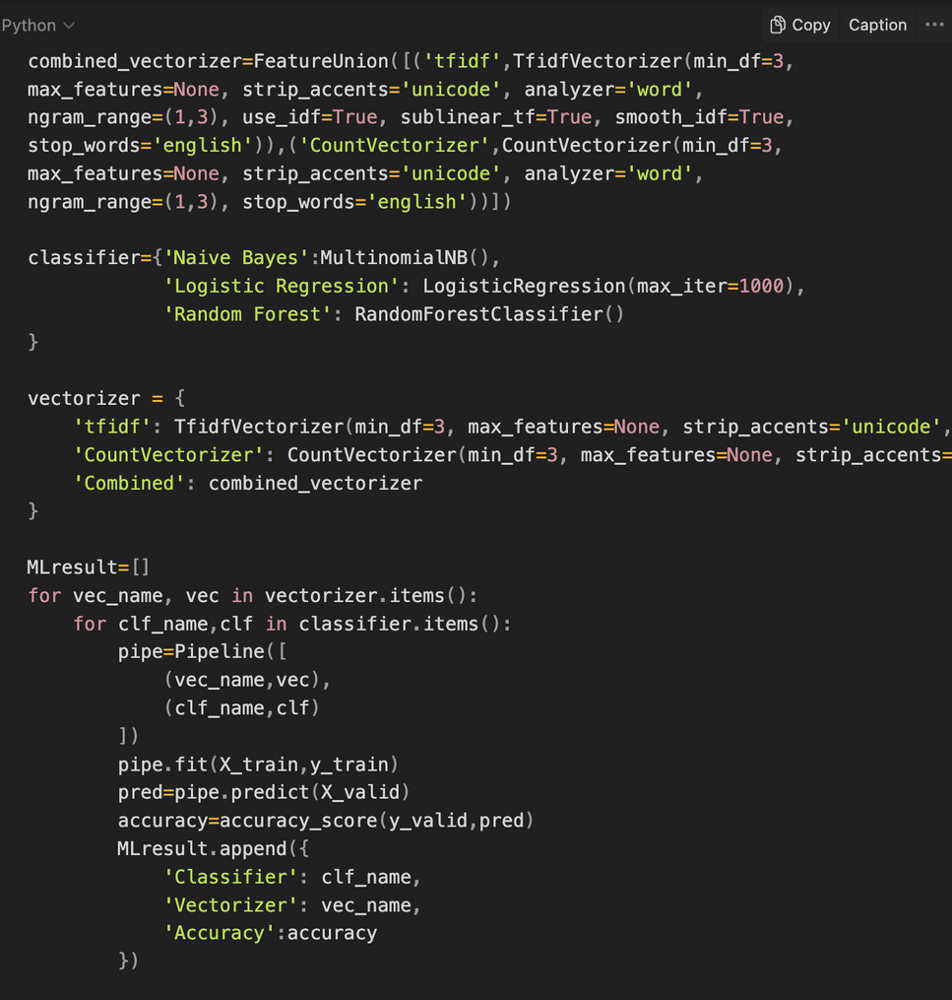 Python
Copy Caption ...
combined_vectorizer=FeatureUnion([('tfidf',TfidfVectorizer(min_df=3,
max_features=None, strip_accents='unicode', analyzer='word',
ngram_range=(1,3), use_idf=True, sublinear_tf=True, smooth_idf=True,
stop_words='english')),('CountVectorizer',CountVectorizer(min_df=3,
max_features=None, strip_accents='unicode', analyzer='word',
ngram_range=(1,3), stop_words='english'))])

classifier={'Naive Bayes':MultinomialNB(),
            'Logistic Regression': LogisticRegression(max_iter=1000),
            'Random Forest': RandomForestClassifier()
}

vectorizer = {
    'tfidf': TfidfVectorizer(min_df=3, max_features=None, strip_accents='unicode',
    'CountVectorizer': CountVectorizer(min_df=3, max_features=None, strip_accents=
    'Combined': combined_vectorizer
}

MLresult=[]
for vec_name, vec in vectorizer.items():
    for clf_name,clf in classifier.items():
        pipe=Pipeline([
            (vec_name,vec),
            (clf_name,clf)
        ])
        pipe.fit(X_train,y_train)
        pred=pipe.predict(X_valid)
        accuracy=accuracy_score(y_valid,pred)
        MLresult.append({
            'Classifier': clf_name,
            'Vectorizer': vec_name,
            'Accuracy':accuracy
        })